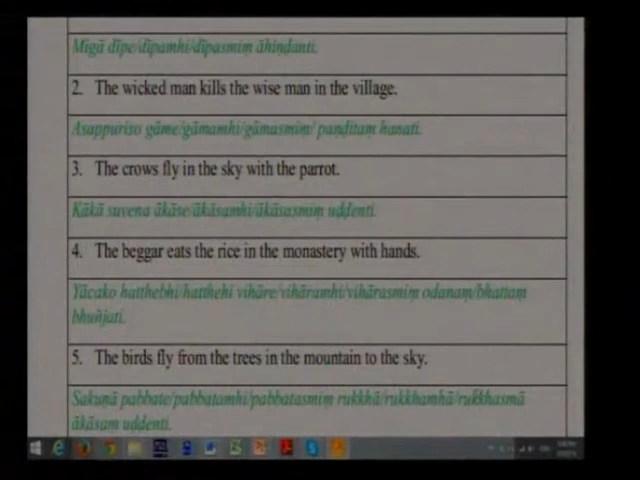 Migā dīpe/dīpamhi/dīpasmiṃ āhiṇḍanti.
2. The wicked man kills the wise man in the village.
Asappuriso gāme/gāmamhi/gāmasmiṃ/ paṇḍitaṃ hanati.
3. The crows fly in the sky with the parrot.
Kākā suvena ākāse/ākāsamhi/ākāsasmiṃ uḍḍenti.
4. The beggar eats the rice in the monastery with hands.
Yācako hatthebhi/hatthehi vihāre/vihāramhi/vihārasmiṃ odanaṃ/bhattaṃ
bhuñjati.
5. The birds fly from the trees in the mountain to the sky.
Sakuṇā pabbate/pabbatamhi/pabbatasmiṃ rukkhā/rukkhamhā/rukkhasmā
ākāsaṃ uḍḍenti.